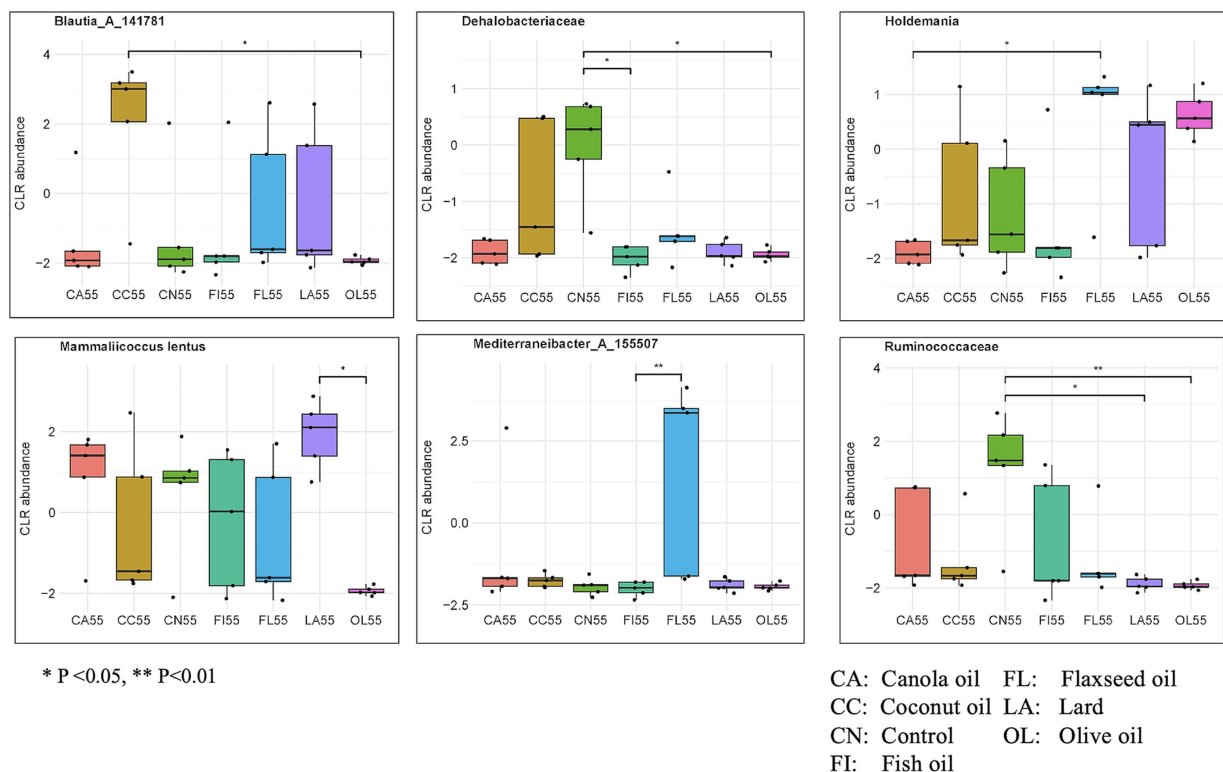 Blautia_A_141781
*
CLR abundance
4
2
0
−2
CA55 CC55 CN55 FI55 FL55 LA55 OL55
Dehalobacteriaceae
*
*
CLR abundance
1
0
−1
−2
CA55 CC55 CN55 FI55 FL55 LA55 OL55
Holdemania
*
CLR abundance
1
0
−1
−2
CA55 CC55 CN55 FI55 FL55 LA55 OL55
Mammaliicoccus lentus
*
CLR abundance
2
0
−2
CA55 CC55 CN55 FI55 FL55 LA55 OL55
Mediterraneibacter_A_155507
**
CLR abundance
2.5
0.0
−2.5
CA55 CC55 CN55 FI55 FL55 LA55 OL55
Ruminococcaceae
**
*
CLR abundance
4
2
0
−2
CA55 CC55 CN55 FI55 FL55 LA55 OL55
* P <0.05, ** P<0.01
CA: Canola oil FL: Flaxseed oil
CC: Coconut oil LA: Lard
CN: Control OL: Olive oil
FI: Fish oil